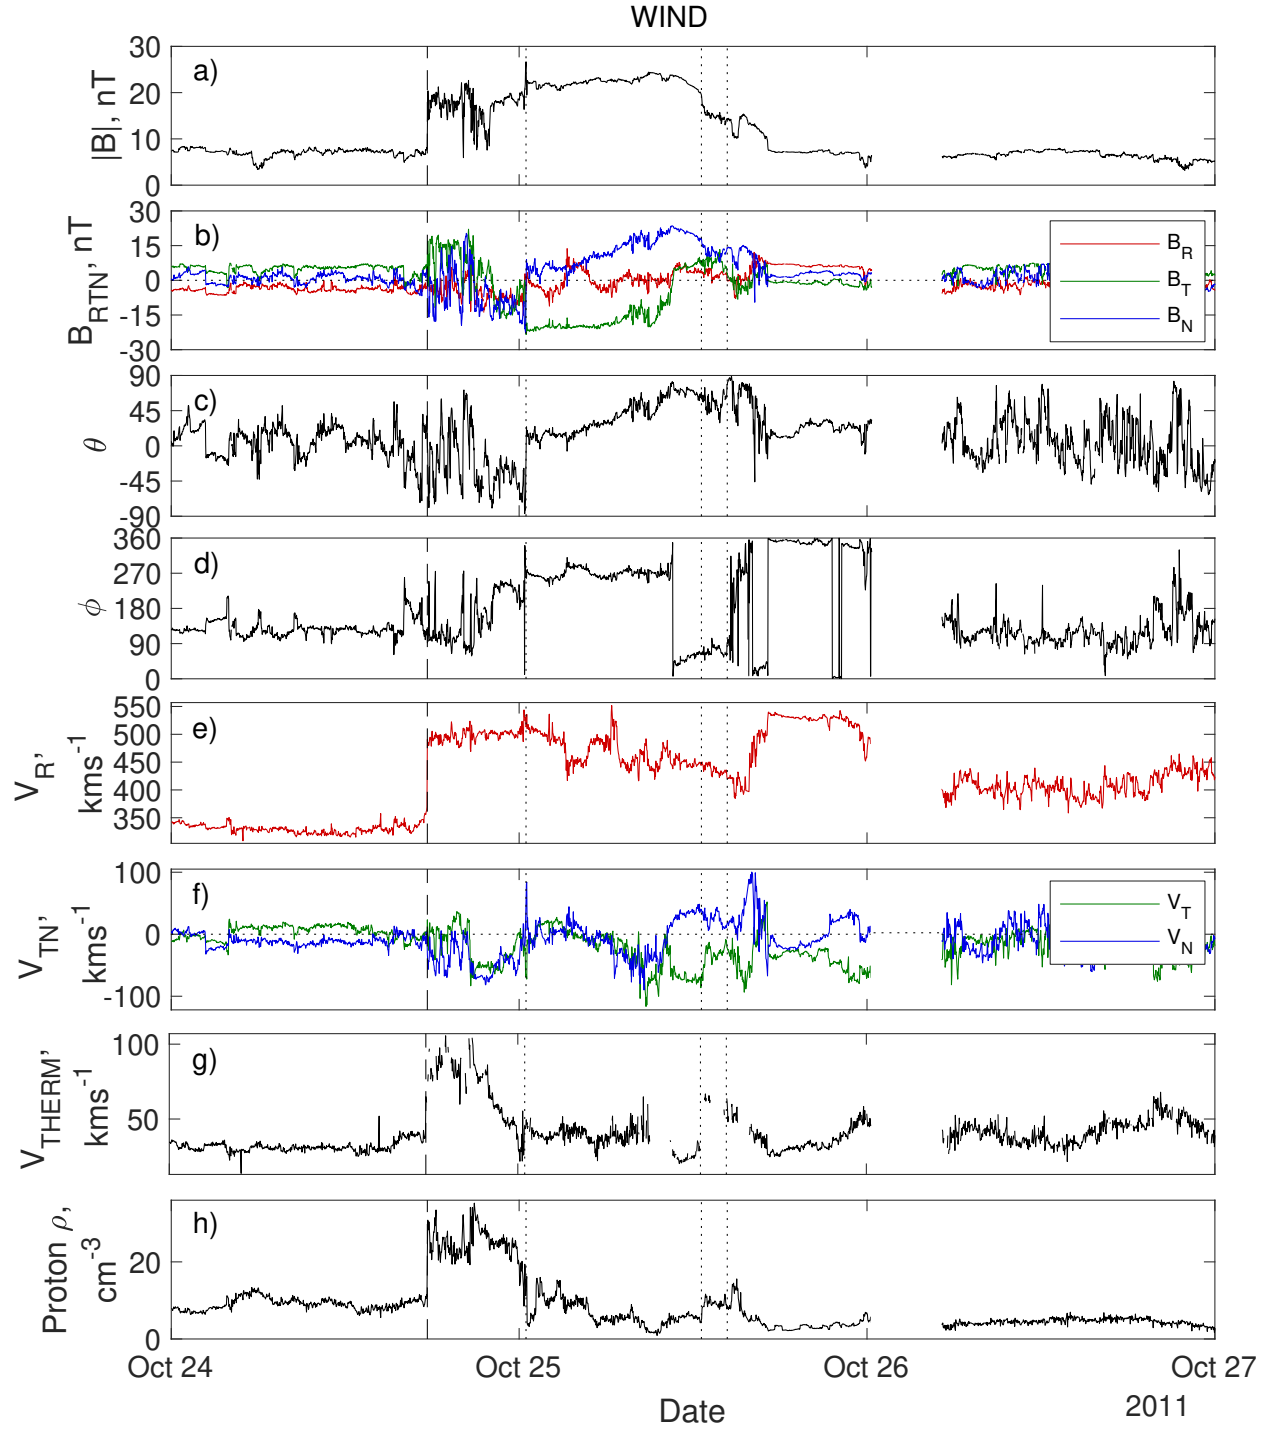 WIND
a)
|B|, nT
30
20
10
0
b)
B_RTN, nT
30
15
0
-15
-30
B_R
B_T
B_N
c)
θ
90
45
0
-45
-90
d)
ϕ
360
270
180
90
0
e)
V_R,
kms^-1
550
500
450
400
350
f)
V_TN,
kms^-1
100
0
-100
V_T
V_N
g)
V_THERM,
kms^-1
100
50
h)
Proton ρ,
cm^-3
20
0
Oct 24 Oct 25 Oct 26 Oct 27
Date
2011